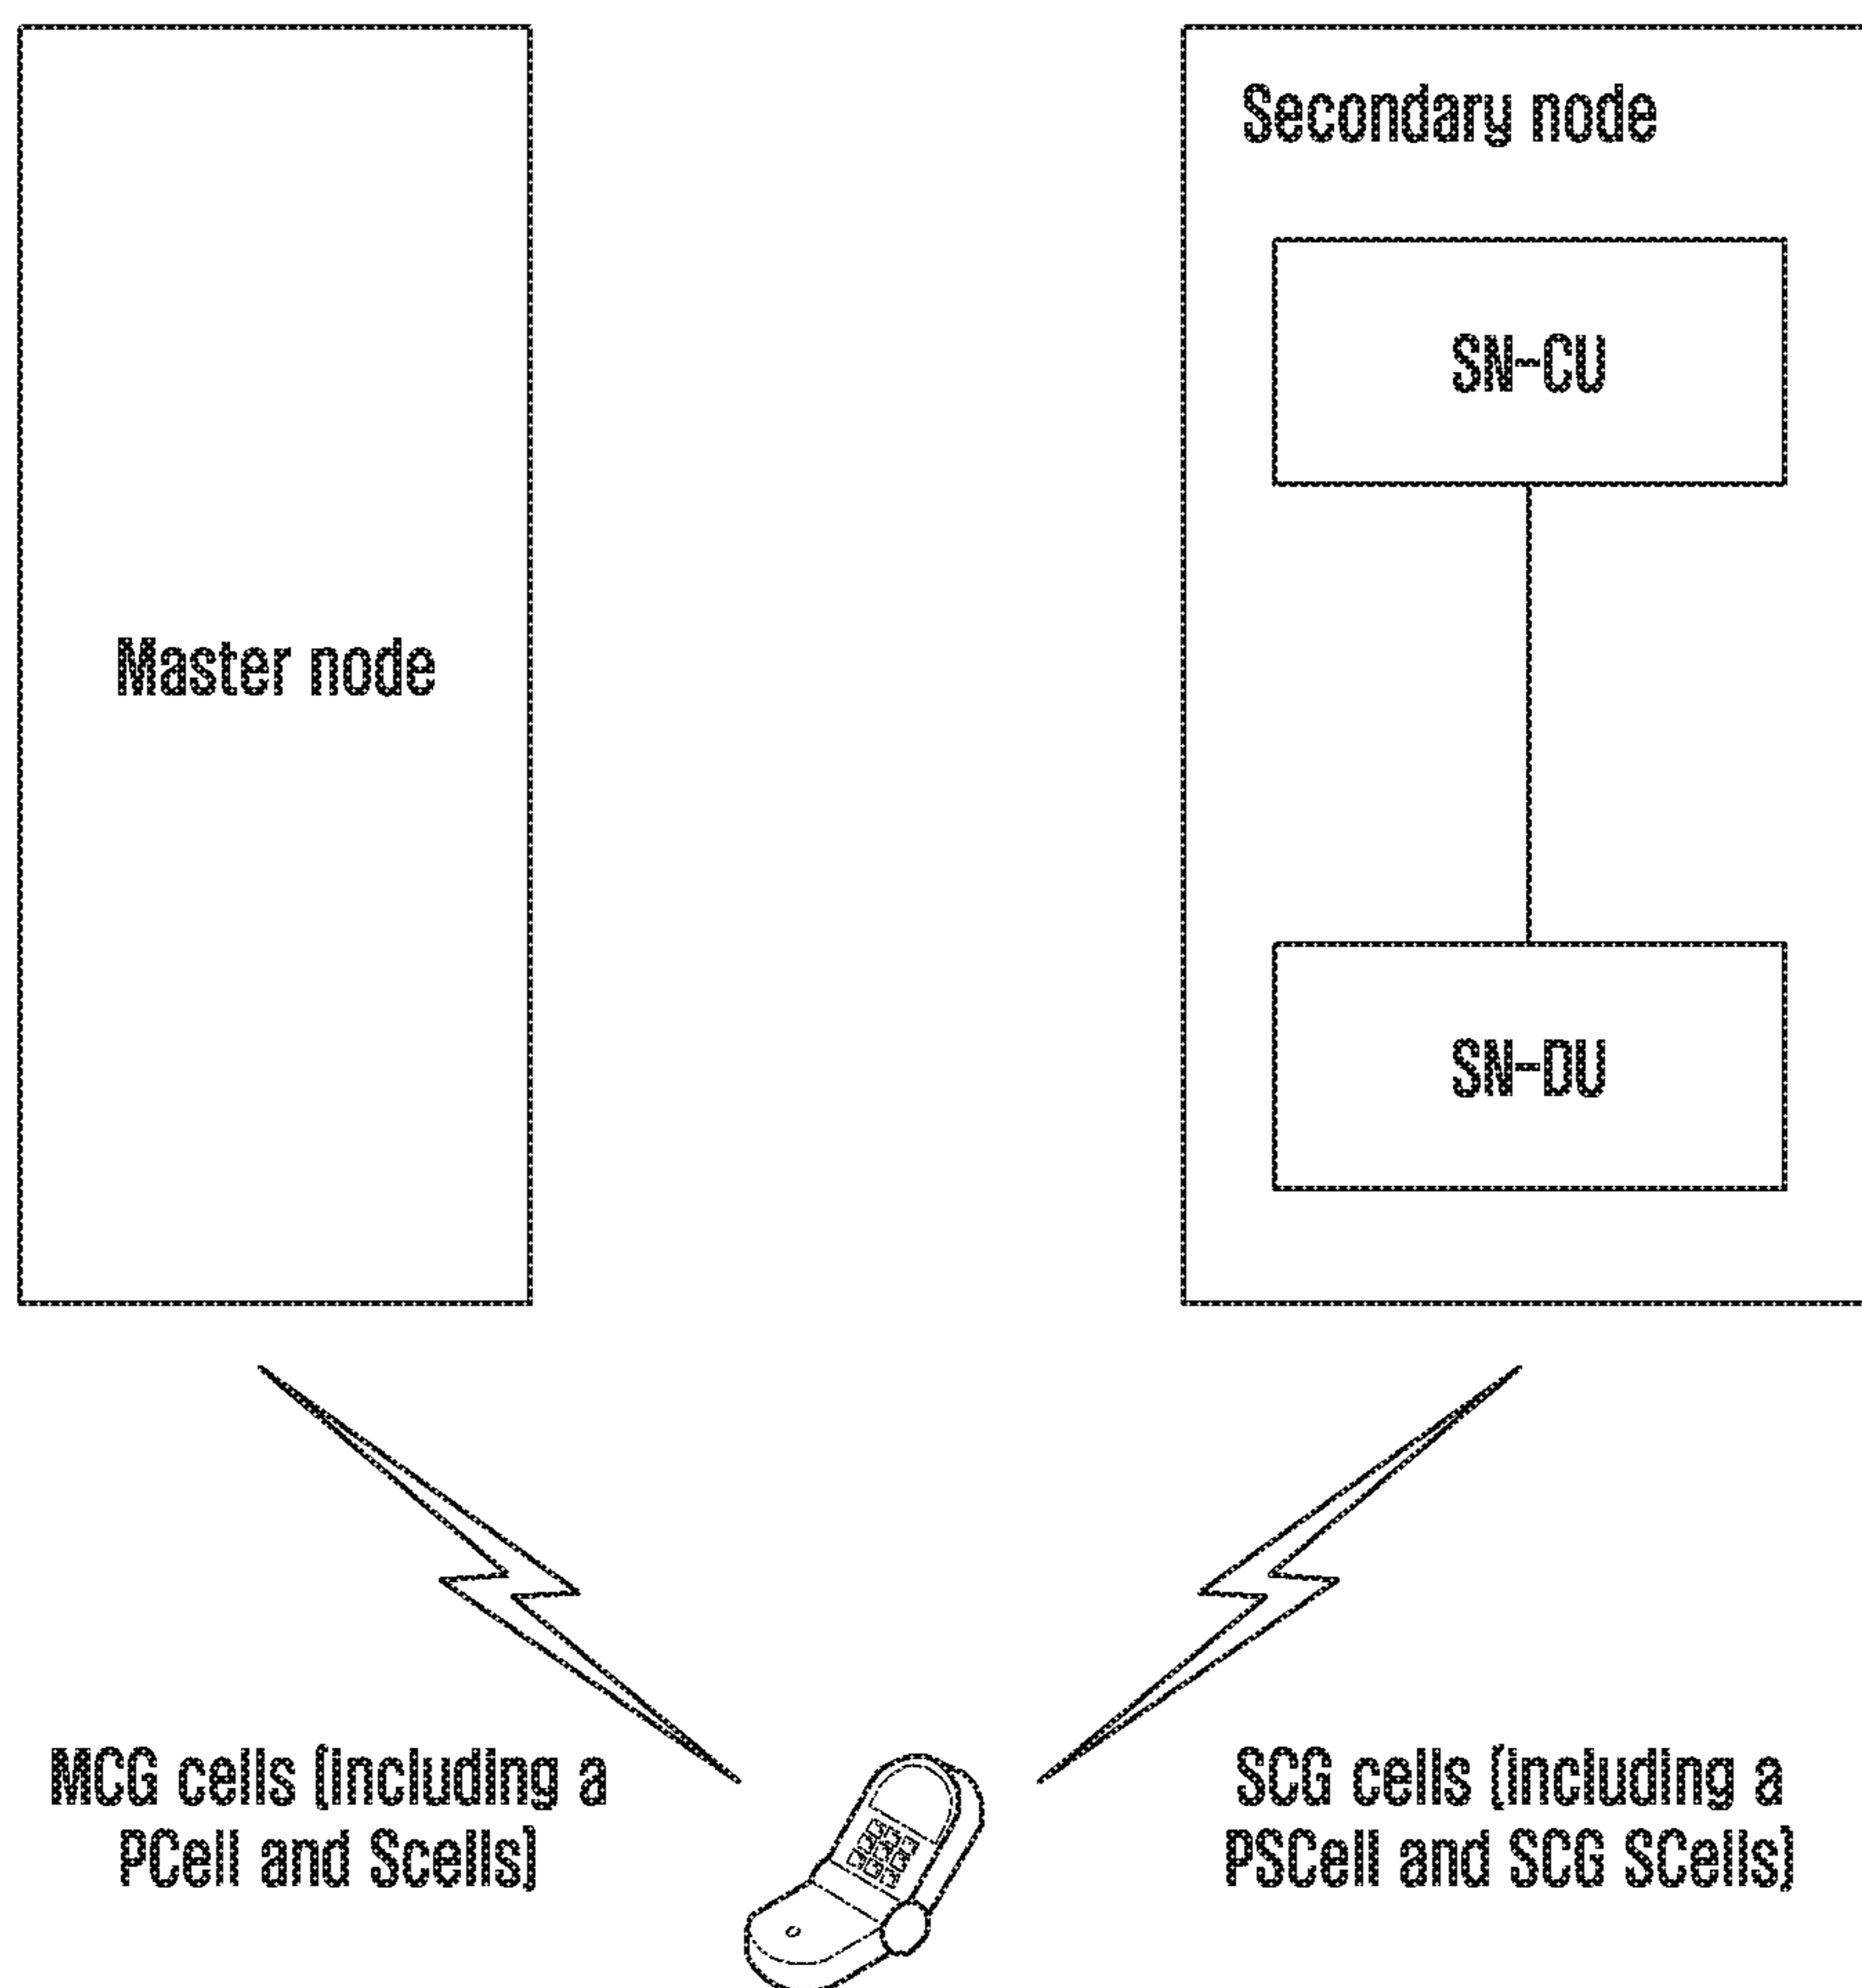 Secondary node
SN-CU
Master node
SN-DU
MCG cells (including a
PCell and Scells)
SCG cells (including a
PSCell and SCG SCells)